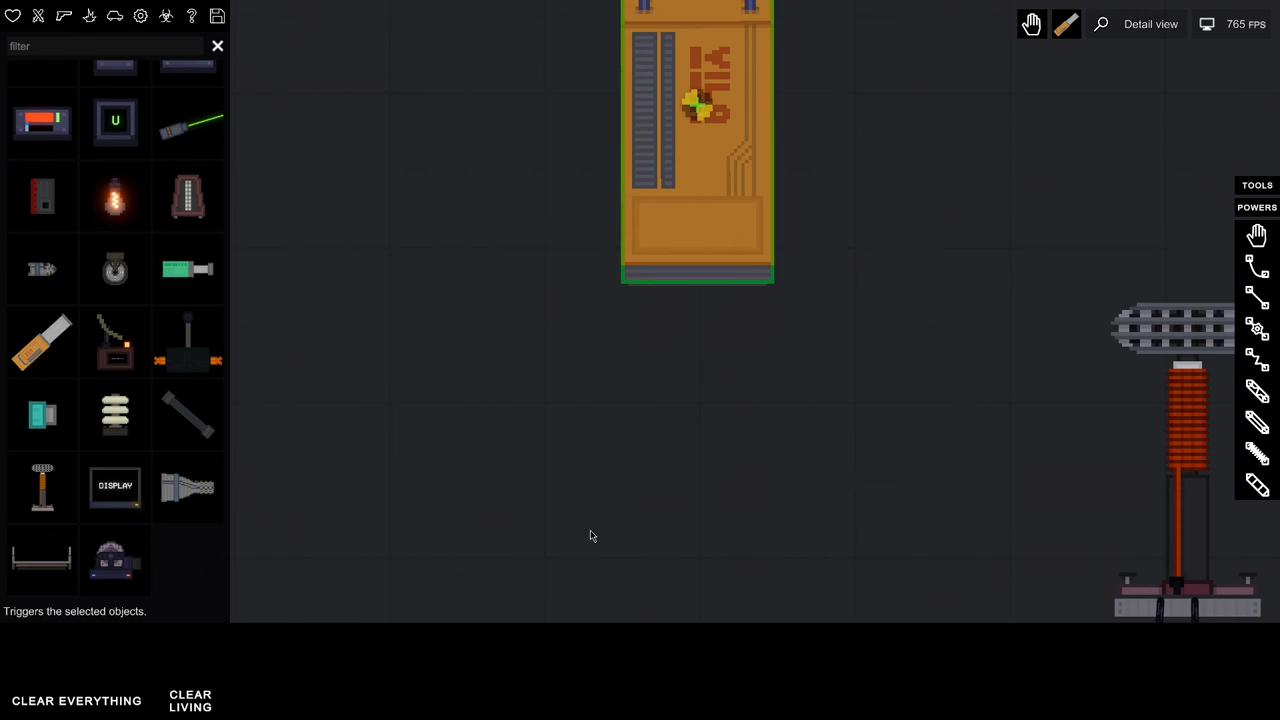 filter
Detail view
765 FPS
TOOLS
POWERS
U
DISPLAY
Triggers the selected objects.
CLEAR EVERYTHING
CLEAR
LIVING